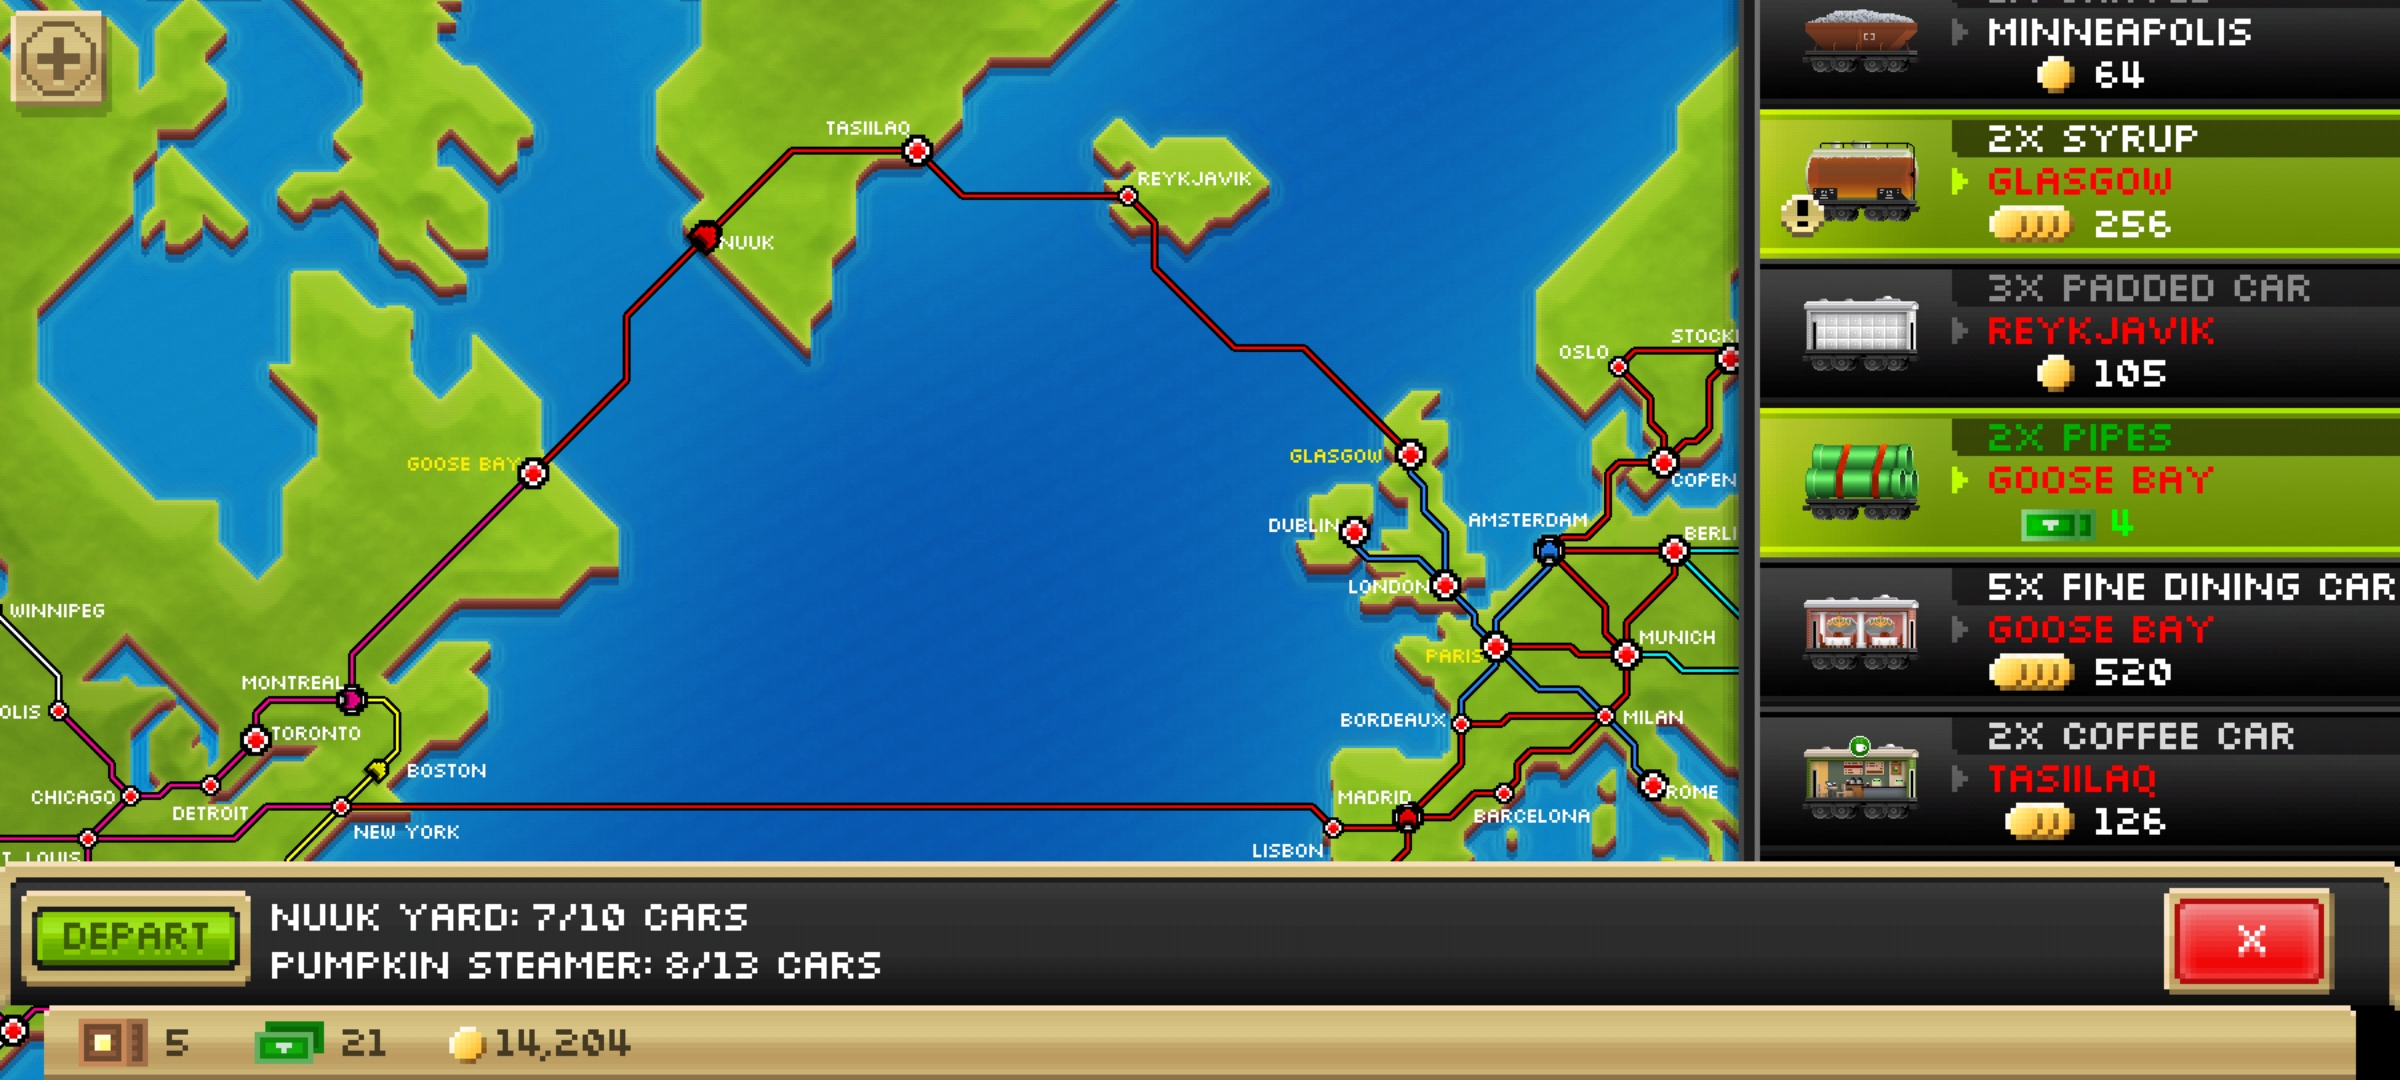 TASIILAQ
REYKJAVIK
NUUK
GOOSE BAY
GLASGOW
OSLO
STOCK
COPEN
DUBLIN
AMSTERDAM
BERLI
LONDON
WINNIPEG
PARIS
MUNICH
MONTREAL
OLIS
TORONTO
BORDEAUX
MILAN
BOSTON
CHICAGO
DETROIT
NEW YORK
MADRID
BARCELONA
ROME
LISBON
T LOUIS
MINNEAPOLIS
64
2X SYRUP
GLASGOW
256
3X PADDED CAR
REYKJAVIK
105
2X PIPES
GOOSE BAY
4
5X FINE DINING CAR
GOOSE BAY
520
2X COFFEE CAR
TASIILAQ
126
DEPART
NUUK YARD: 7/10 CARS
PUMPKIN STEAMER: 8/13 CARS
X
5
21
14,204